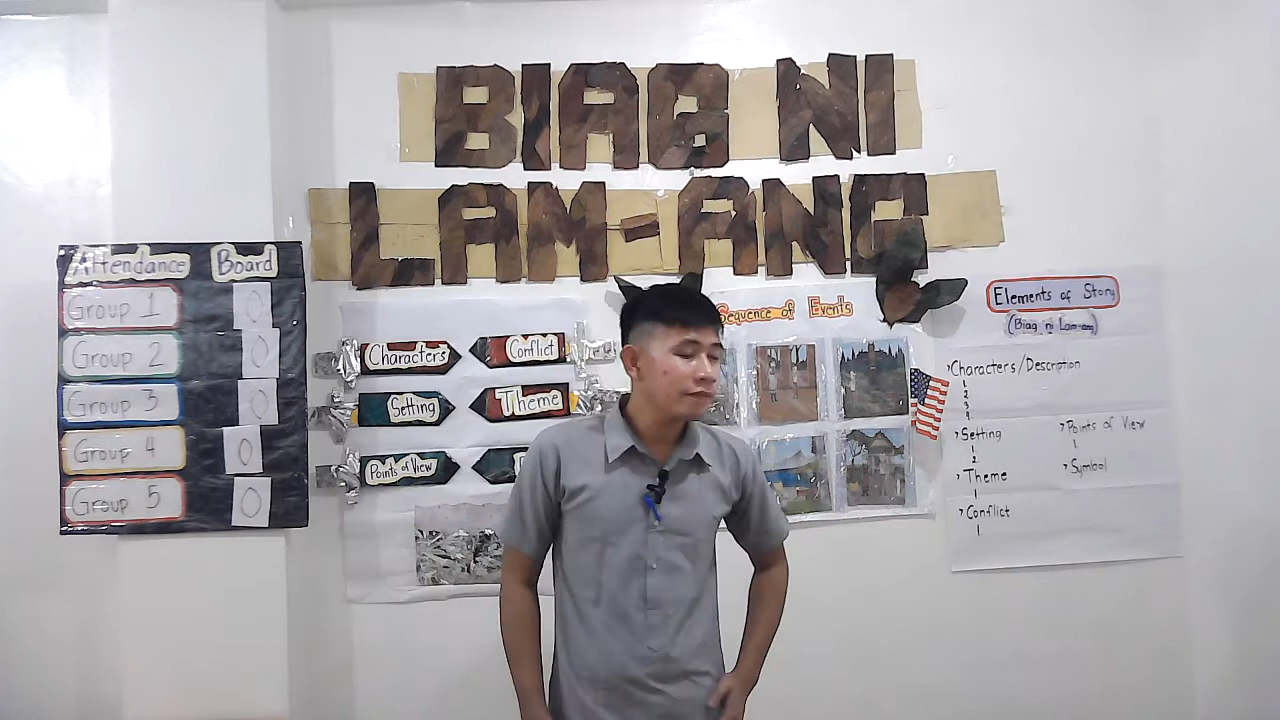 BIAG NI
LAM-ANG
Attendance Board
Group 1 0
Group 2 0
Group 3 0
Group 4 0
Group 5 0
Characters
Conflict
Setting
Theme
Points of View
Sequence of Events
Elements of Story
(Biag ni Lam-ang)
Characters/Description
1
2
3
4
Setting
1
2
Theme
1
Conflict
1
Points of View
1
Symbol